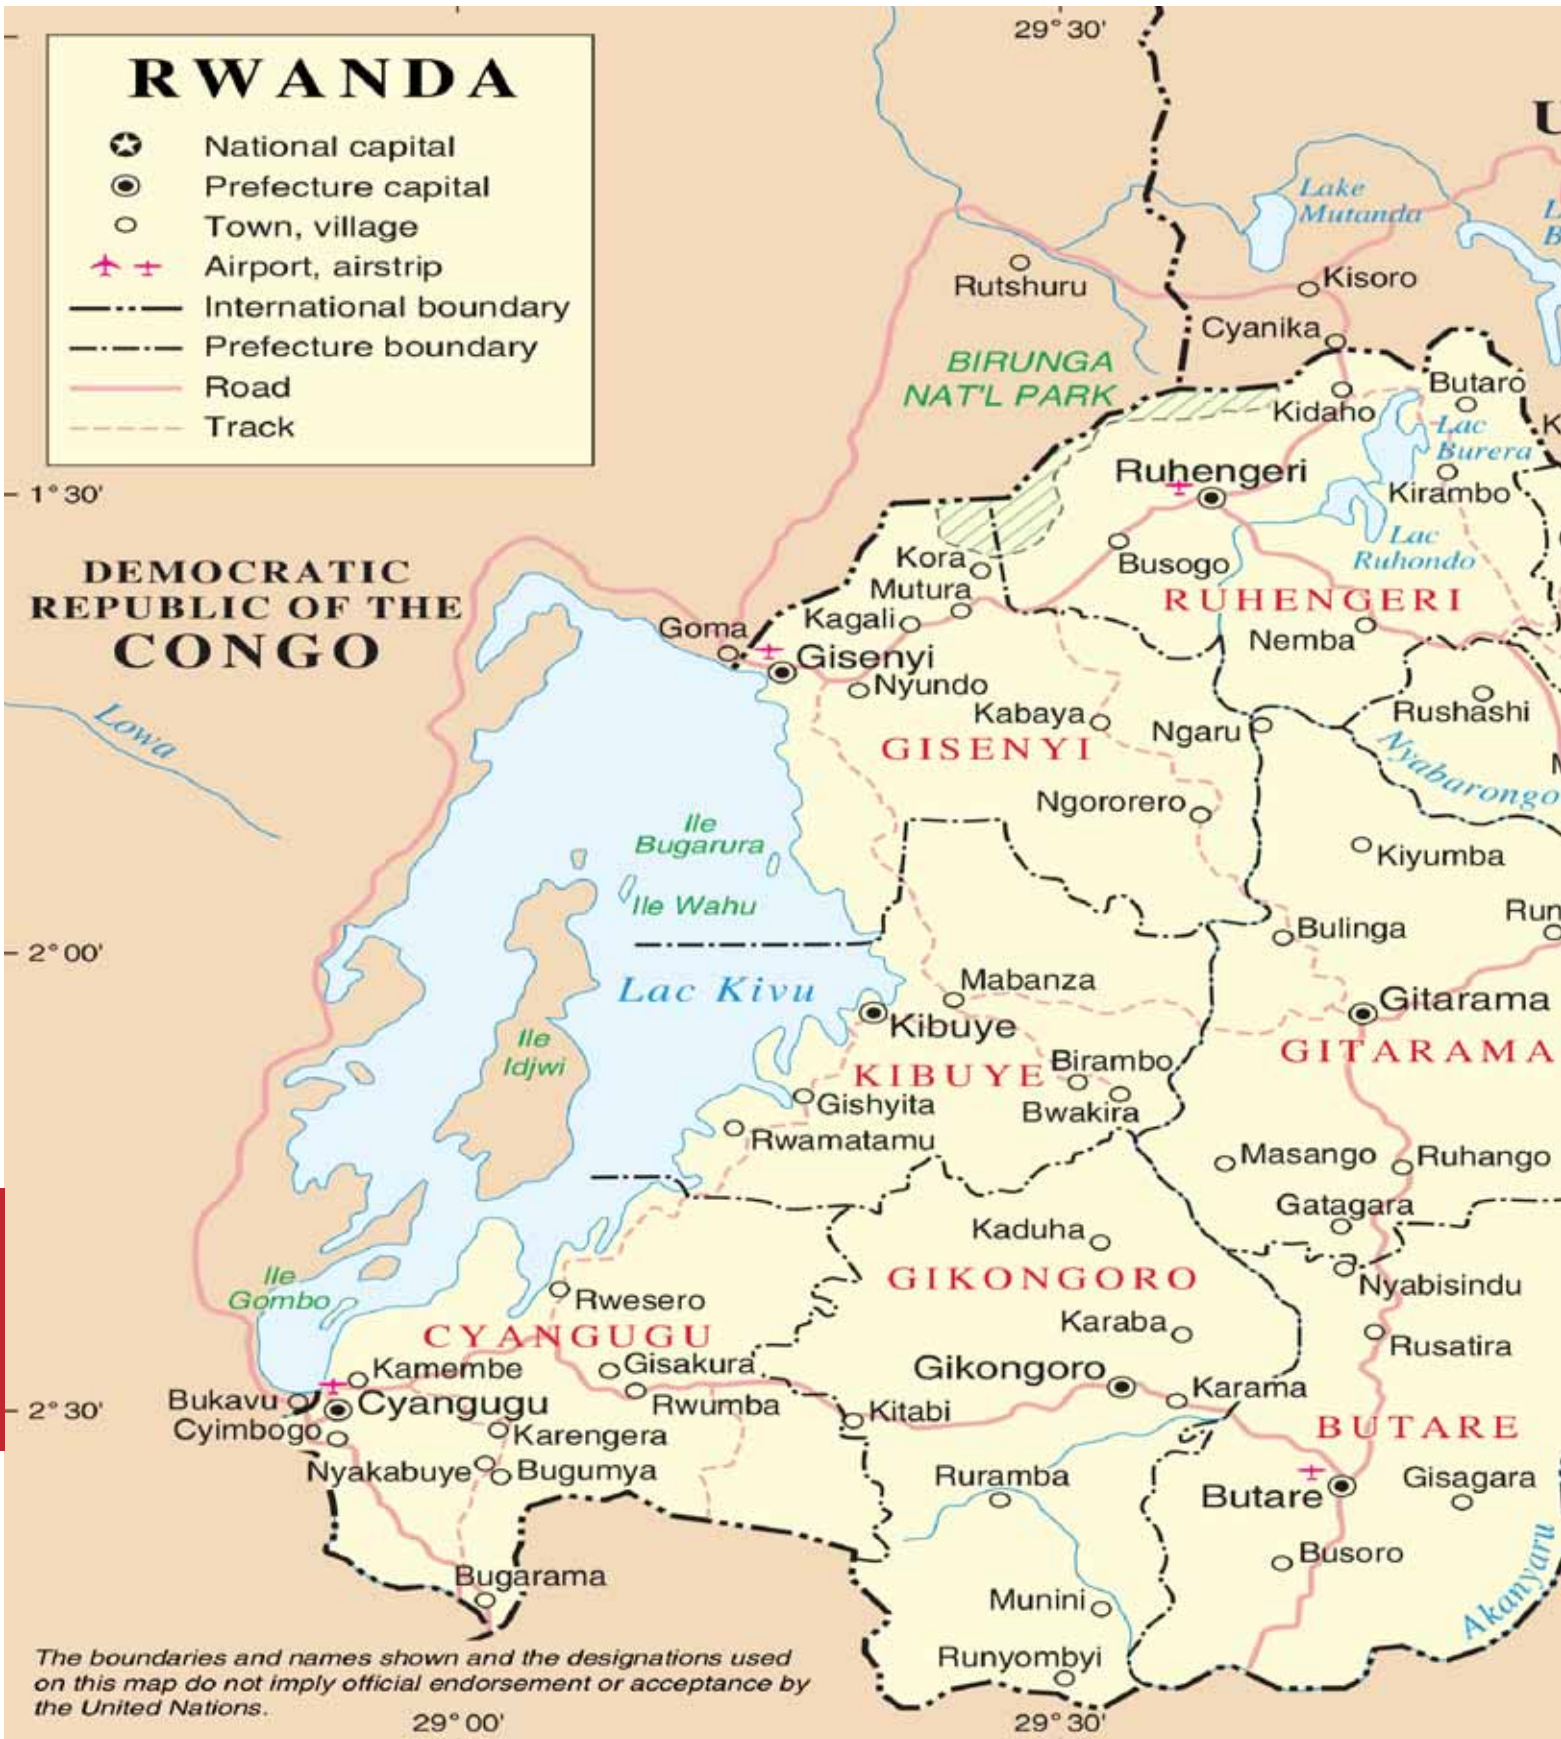 29°30'
RWANDA
National capital
Prefecture capital
Town, village
Airport, airstrip
International boundary
Prefecture boundary
Road
Track
U
Lake
Mutanda
Rutshuru
Kisoro
Cyanika
BIRUNGA
NAT'L PARK
Butaro
Kidaho
Lac
Burera
Ruhengeri
Kirambo
1°30'
Lac
Ruhondo
Kora
Busogo
Mutura
RUHENGERI
DEMOCRATIC
REPUBLIC OF THE
CONGO
Kagali
Goma
Nemba
Gisenyi
Nyundo
Kabaya
Rushashi
Lowa
Ngaru
GISENYI
Nyabarongo
Ngororero
Ile
Bugarura
Kiyumba
Ile Wahu
Run
Bulinga
2°00'
Lac Kivu
Mabanza
Gitarama
Kibuye
Ile
Idjwi
GITARAMA
Birambo
KIBUYE
Gishyita
Bwakira
Rwamatamu
Masango
Ruhango
Gatagara
Kaduha
Ile
Gombo
GIKONGORO
Nyabisindu
Rwesero
Karaba
CYANGUGU
Rusatira
Kamembe
Gisakura
Gikongoro
Karama
Bukavu
Cyangugu
Rwumba
Kitabi
2°30'
Cyimbogo
Karengera
BUTARE
Nyakabuye
Bugumya
Ruramba
Gisagara
Butare
Busoro
Bugarama
Akanyaru
Munini
Runyombyi
The boundaries and names shown and the designations used
on this map do not imply official endorsement or acceptance by
the United Nations.
29°00'
29°30'